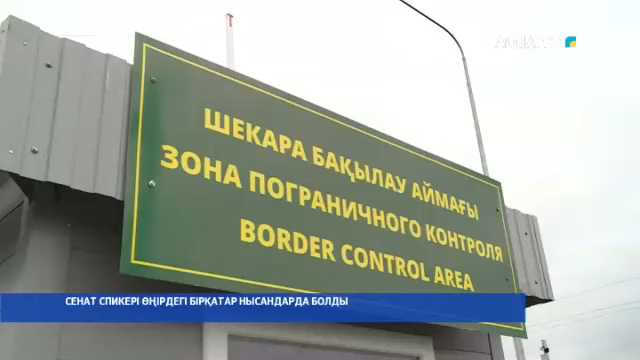 ШЕКАРА БАҚЫЛАУ АЙМАҒЫ
ЗОНА ПОГРАНИЧНОГО КОНТРОЛЯ
BORDER CONTROL AREA
СЕНАТ СПИКЕРІ ӨҢІРДЕГІ БІРҚАТАР НЫСАНДАРДА БОЛДЫ